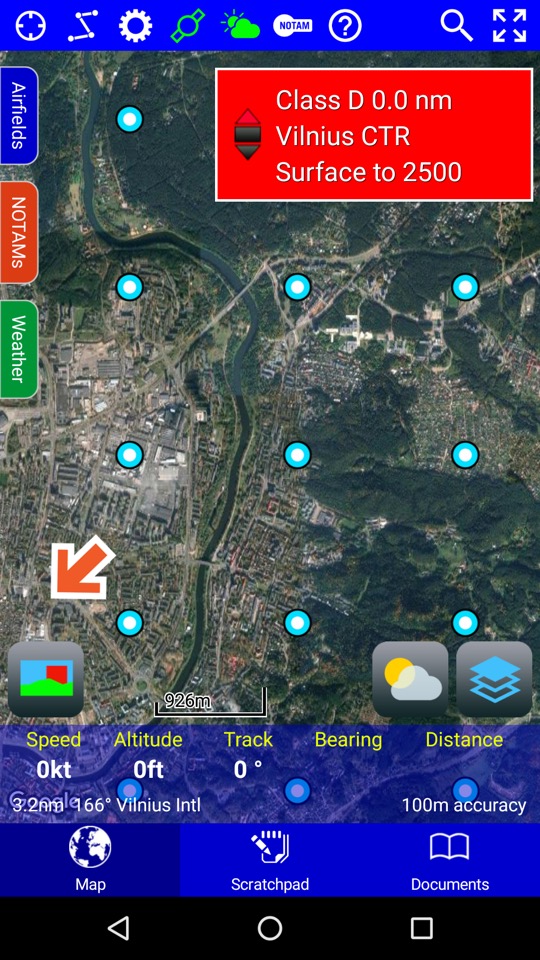 NOTAM
Airfields
NOTAMs
Weather
Class D 0.0 nm
Vilnius CTR
Surface to 2500
926m
Speed Altitude Track Bearing Distance
0kt 0ft 0 °
Google
3.2nm 166° Vilnius Intl 100m accuracy
Map Scratchpad Documents